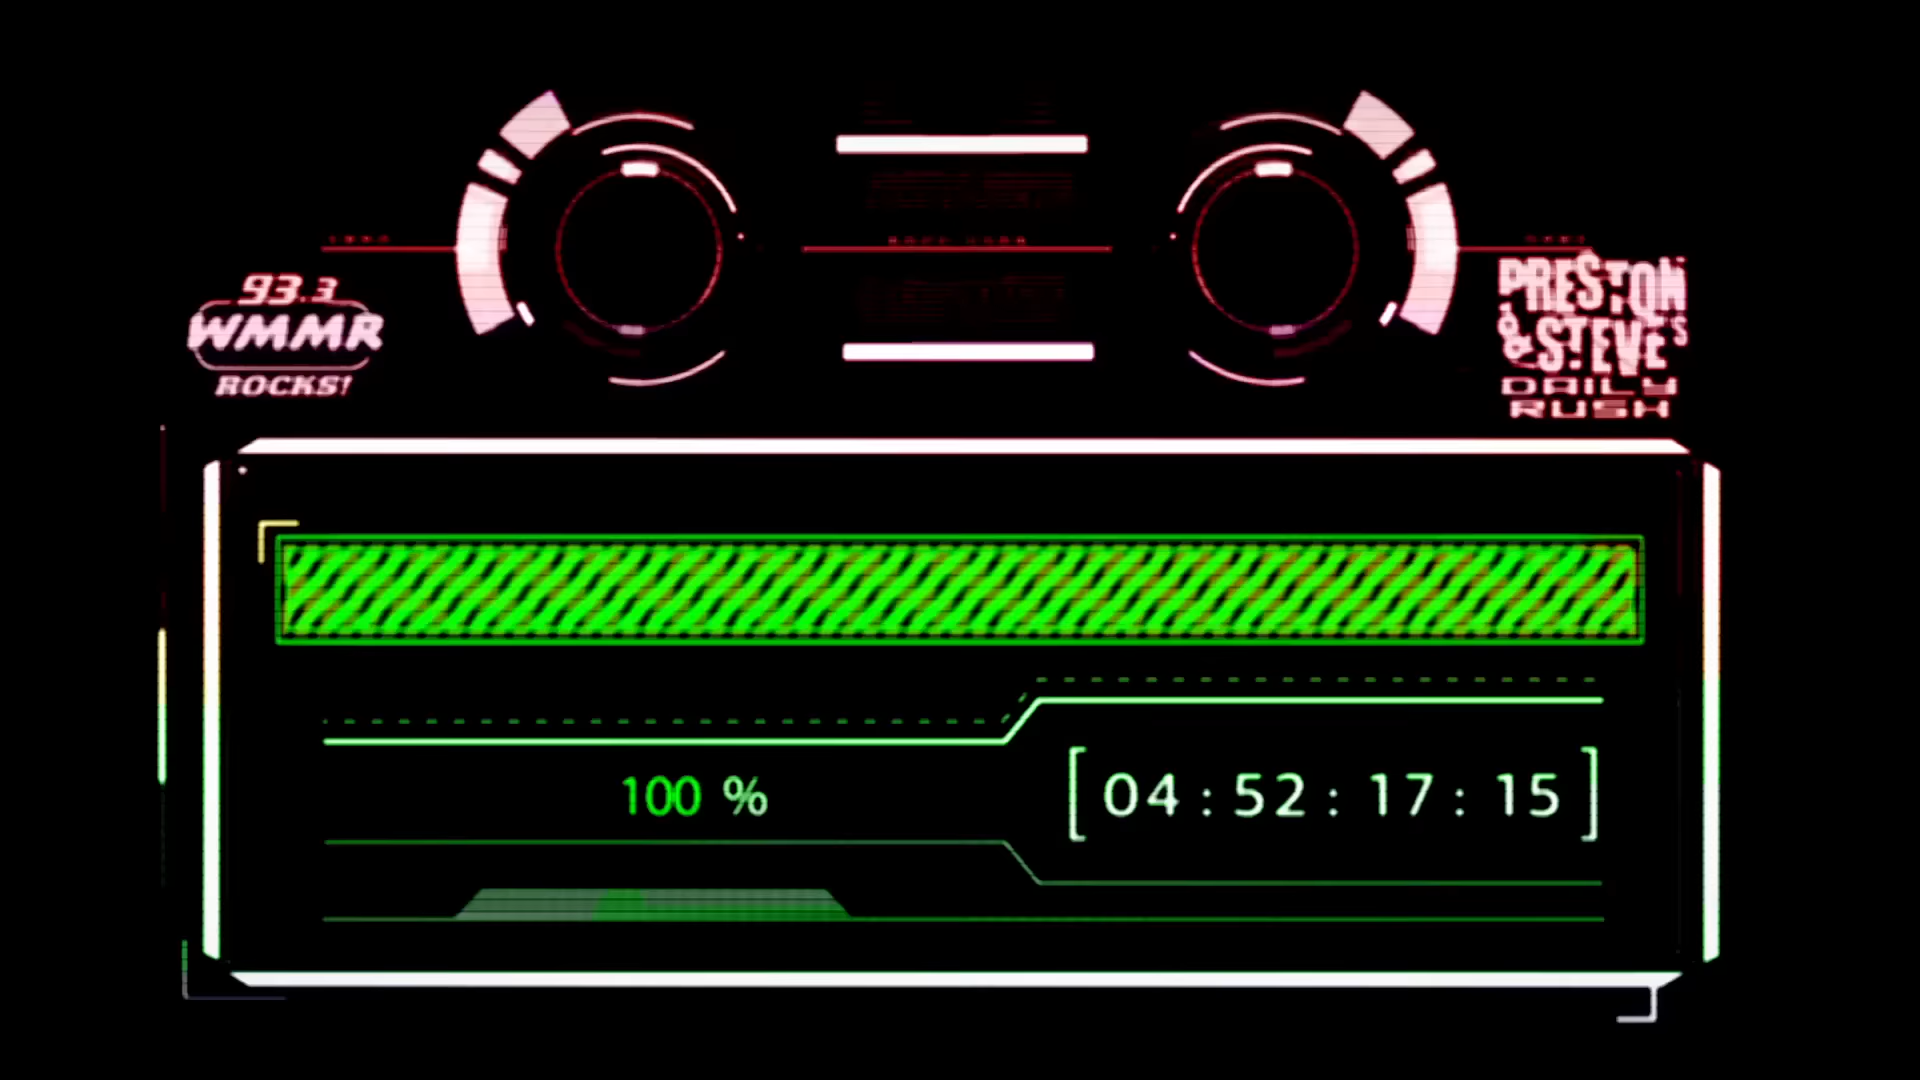 93.3
WMMR
ROCKS!
PRESTON
& STEVE's
DAILY
RUSH
100 %
[04:52:17:15]